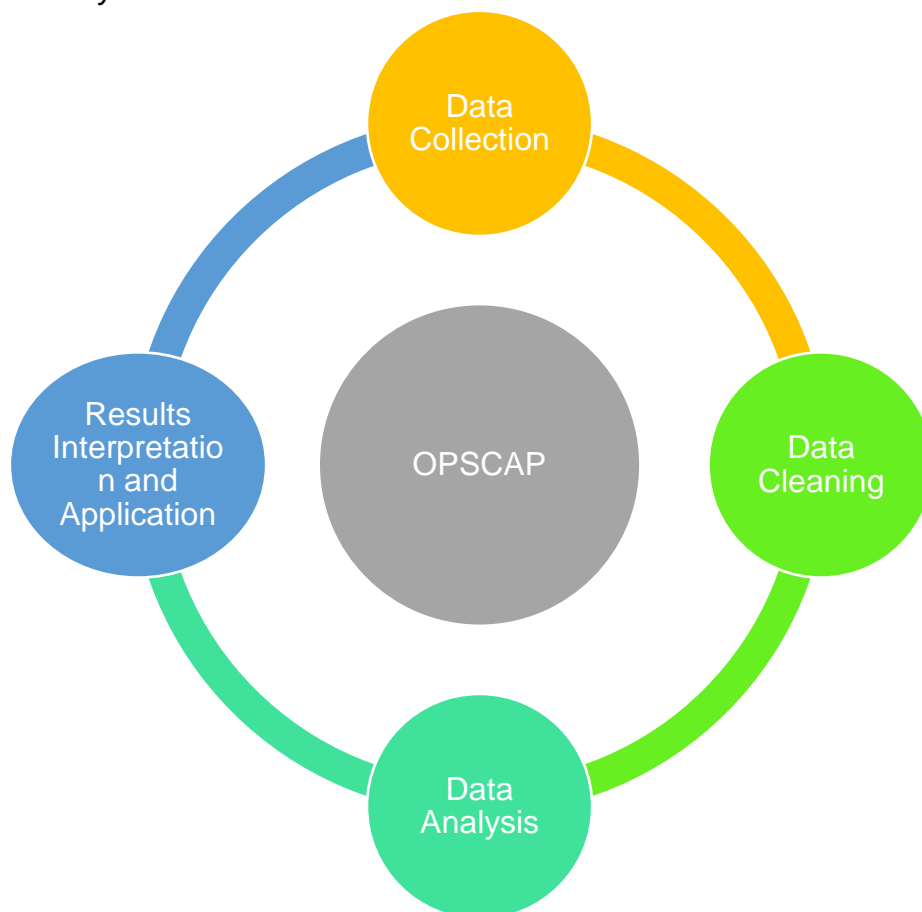 Data
Collection
Results
Interpretatio
n and
Application
OPSCAP
Data
Cleaning
Data
Analysis